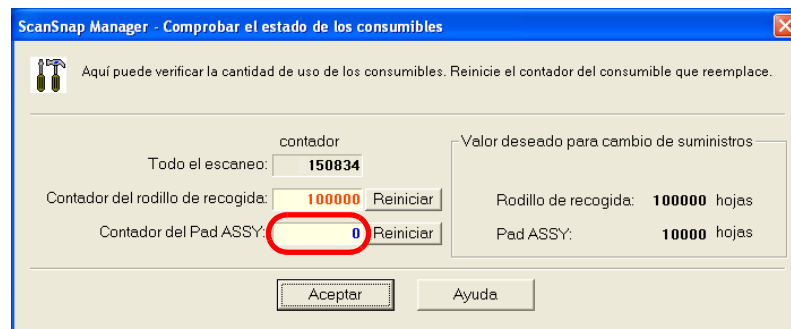 ScanSnap Manager - Comprobar el estado de los consumibles
Aquí puede verificar la cantidad de uso de los consumibles. Reinicie el contador del consumible que reemplace.
contador
Valor deseado para cambio de suministros
Todo el escaneo: 150834
Contador del rodillo de recogida: 100000 Reiniciar
Rodillo de recogida: 100000 hojas
Contador del Pad ASSY: 0 Reiniciar
Pad ASSY: 10000 hojas
Aceptar
Ayuda